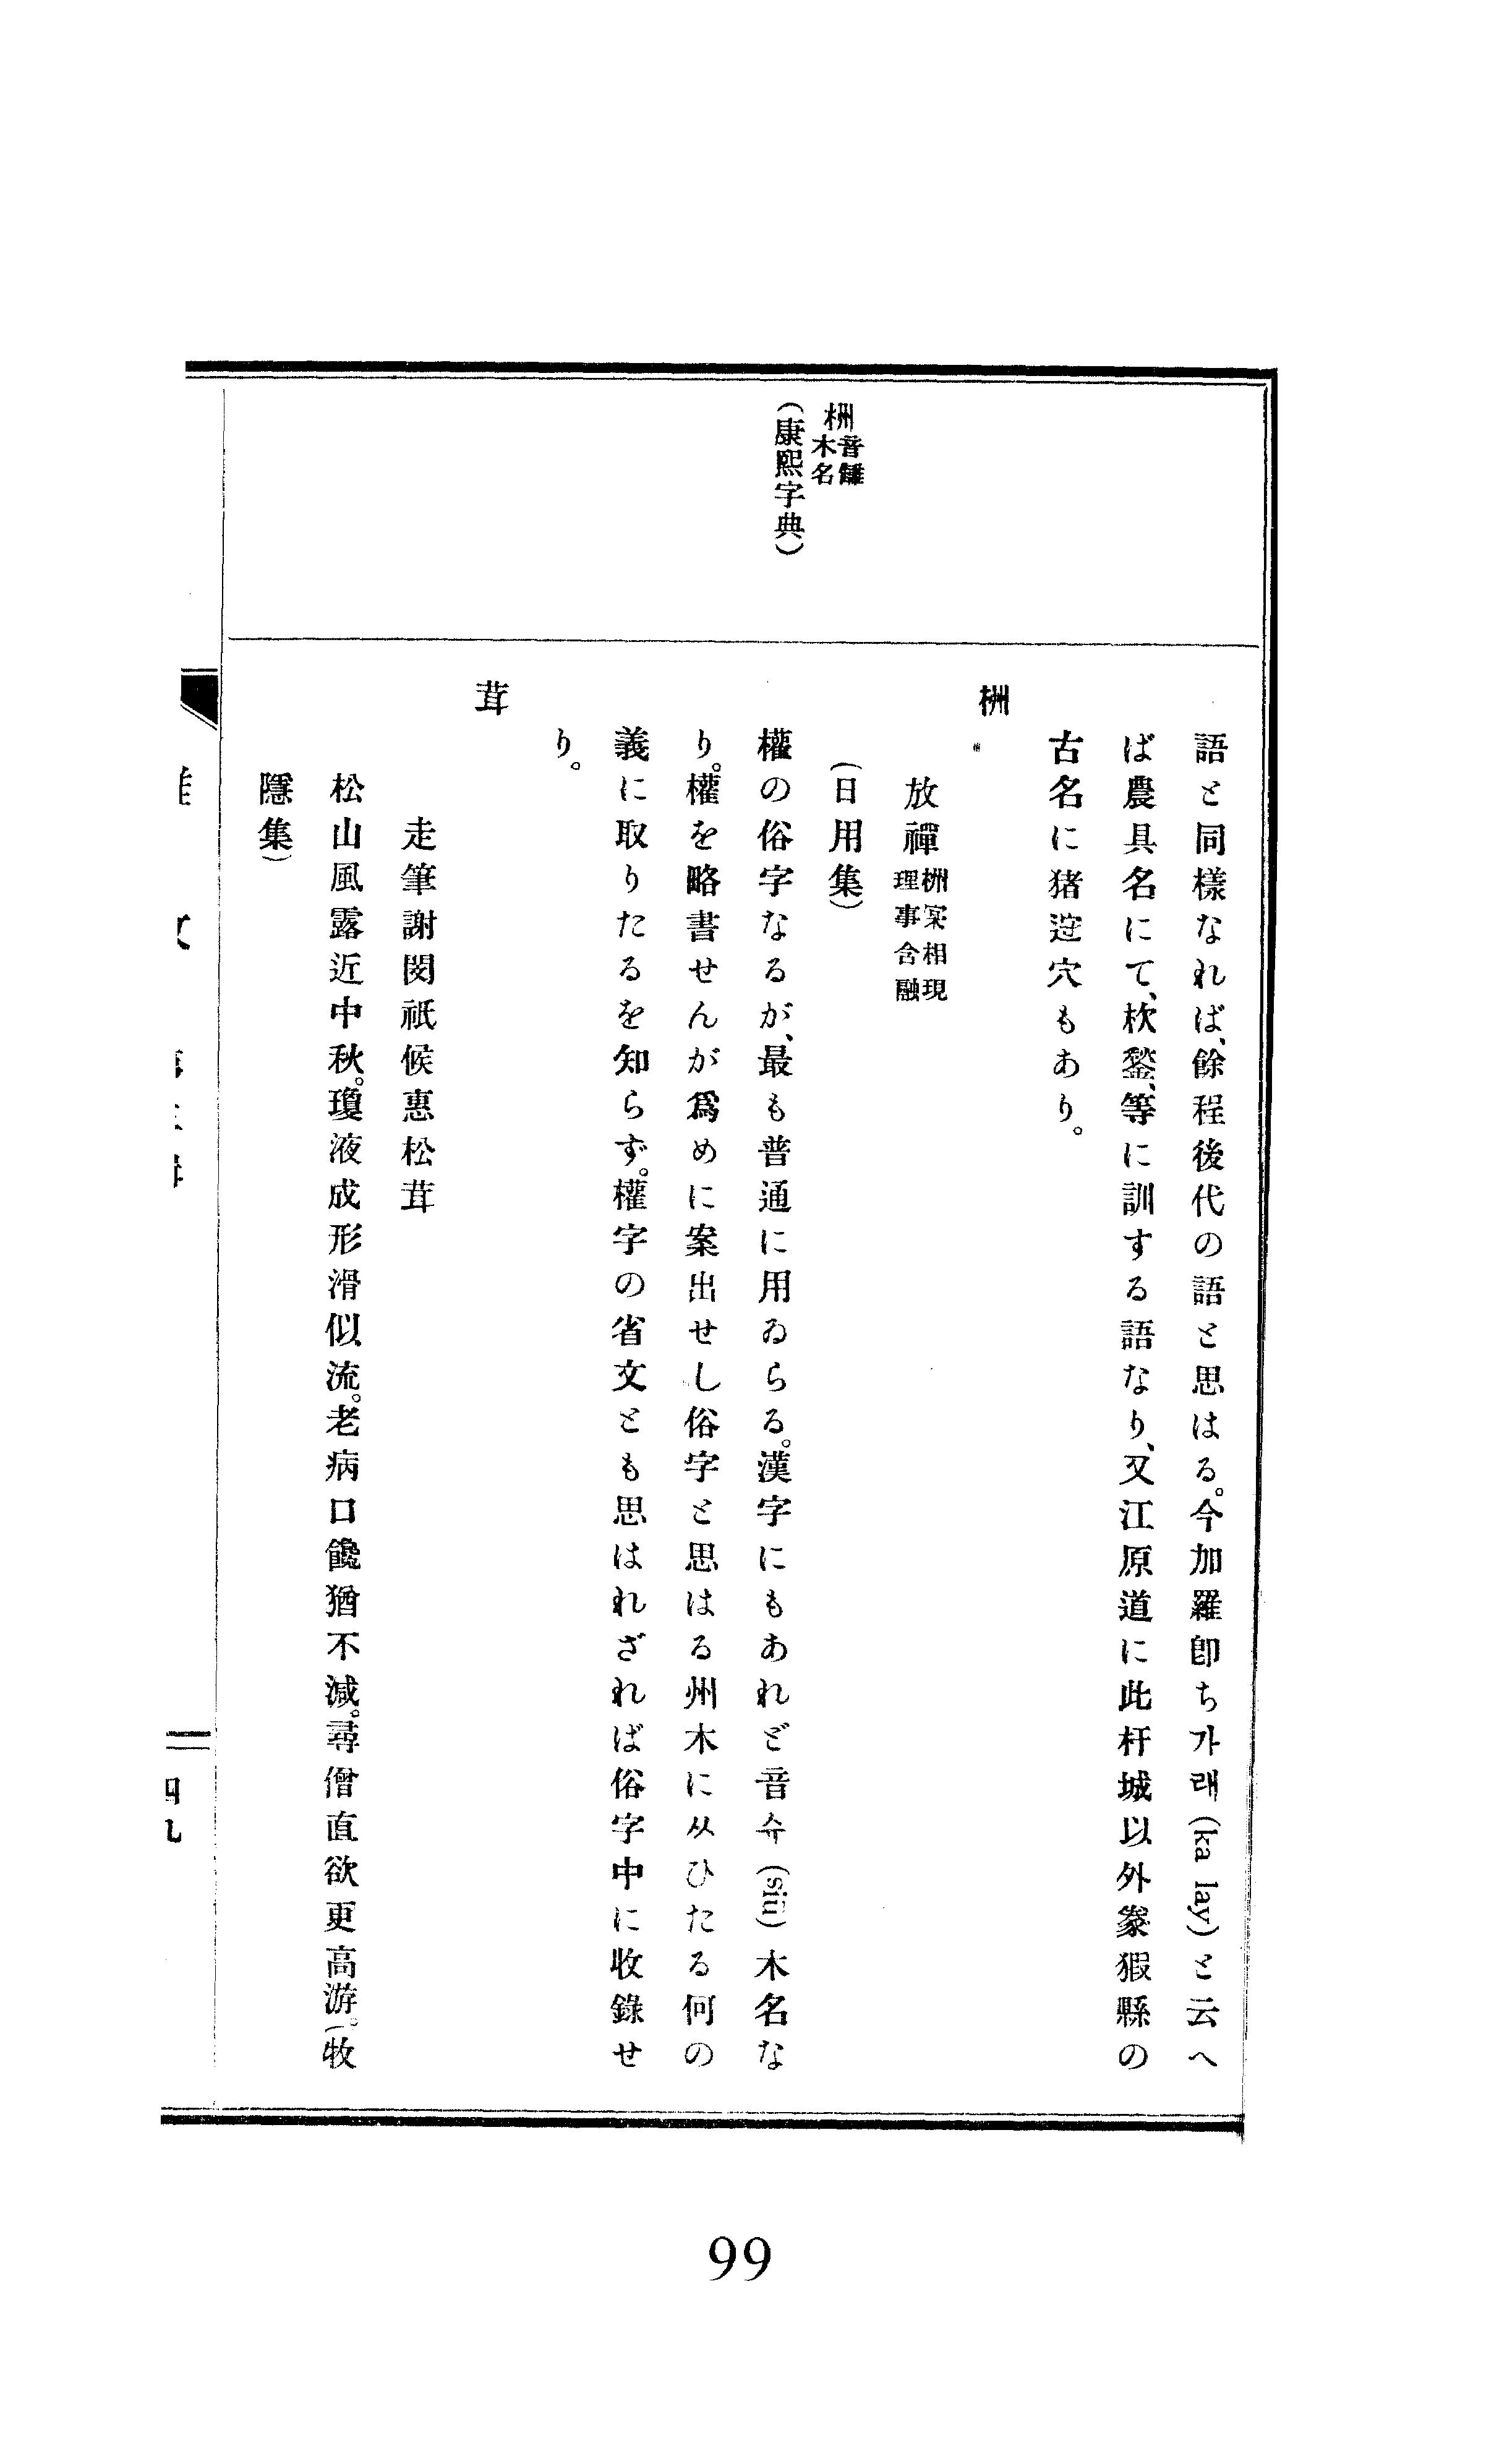 栦音讎木名
(康熙字典)
語と同樣なれば、餘程後代の語と思はる。今加羅卽ち가래(ka lay)と云へ
ば農具名にて、杴鍫、等に訓する語なり、又江原道に此杆城以外豢猳縣の
古名に猪迲穴もあり。
栦
放禪栦実相現理事含融
(日用集)
權の俗字なるが、最も普通に用ゐらる。漢字にもあれど音슈(siu)木名な
り。權を略書せんが爲めに案出せし俗字と思はる州木に从ひたる何の
義に取りたるを知らず。權字の省文とも思はれざれば俗字中に收錄せ
り。
茸
走筆謝閔祇候惠松茸
松山風露近中秋。瓊液成形滑似流。老病口饞猶不減。尋僧直欲更高游。(牧
隱集)
四九
99